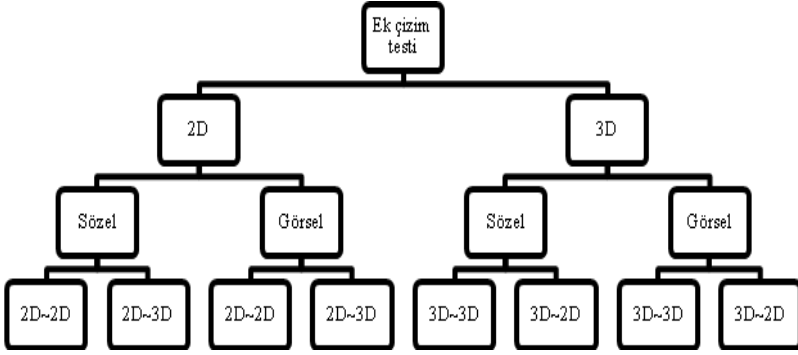 Ek çizim
testi
2D
3D
Sözel
Görsel
Sözel
Görsel
2D~2D
2D~3D
2D~2D
2D~3D
3D~3D
3D~2D
3D~3D
3D~2D